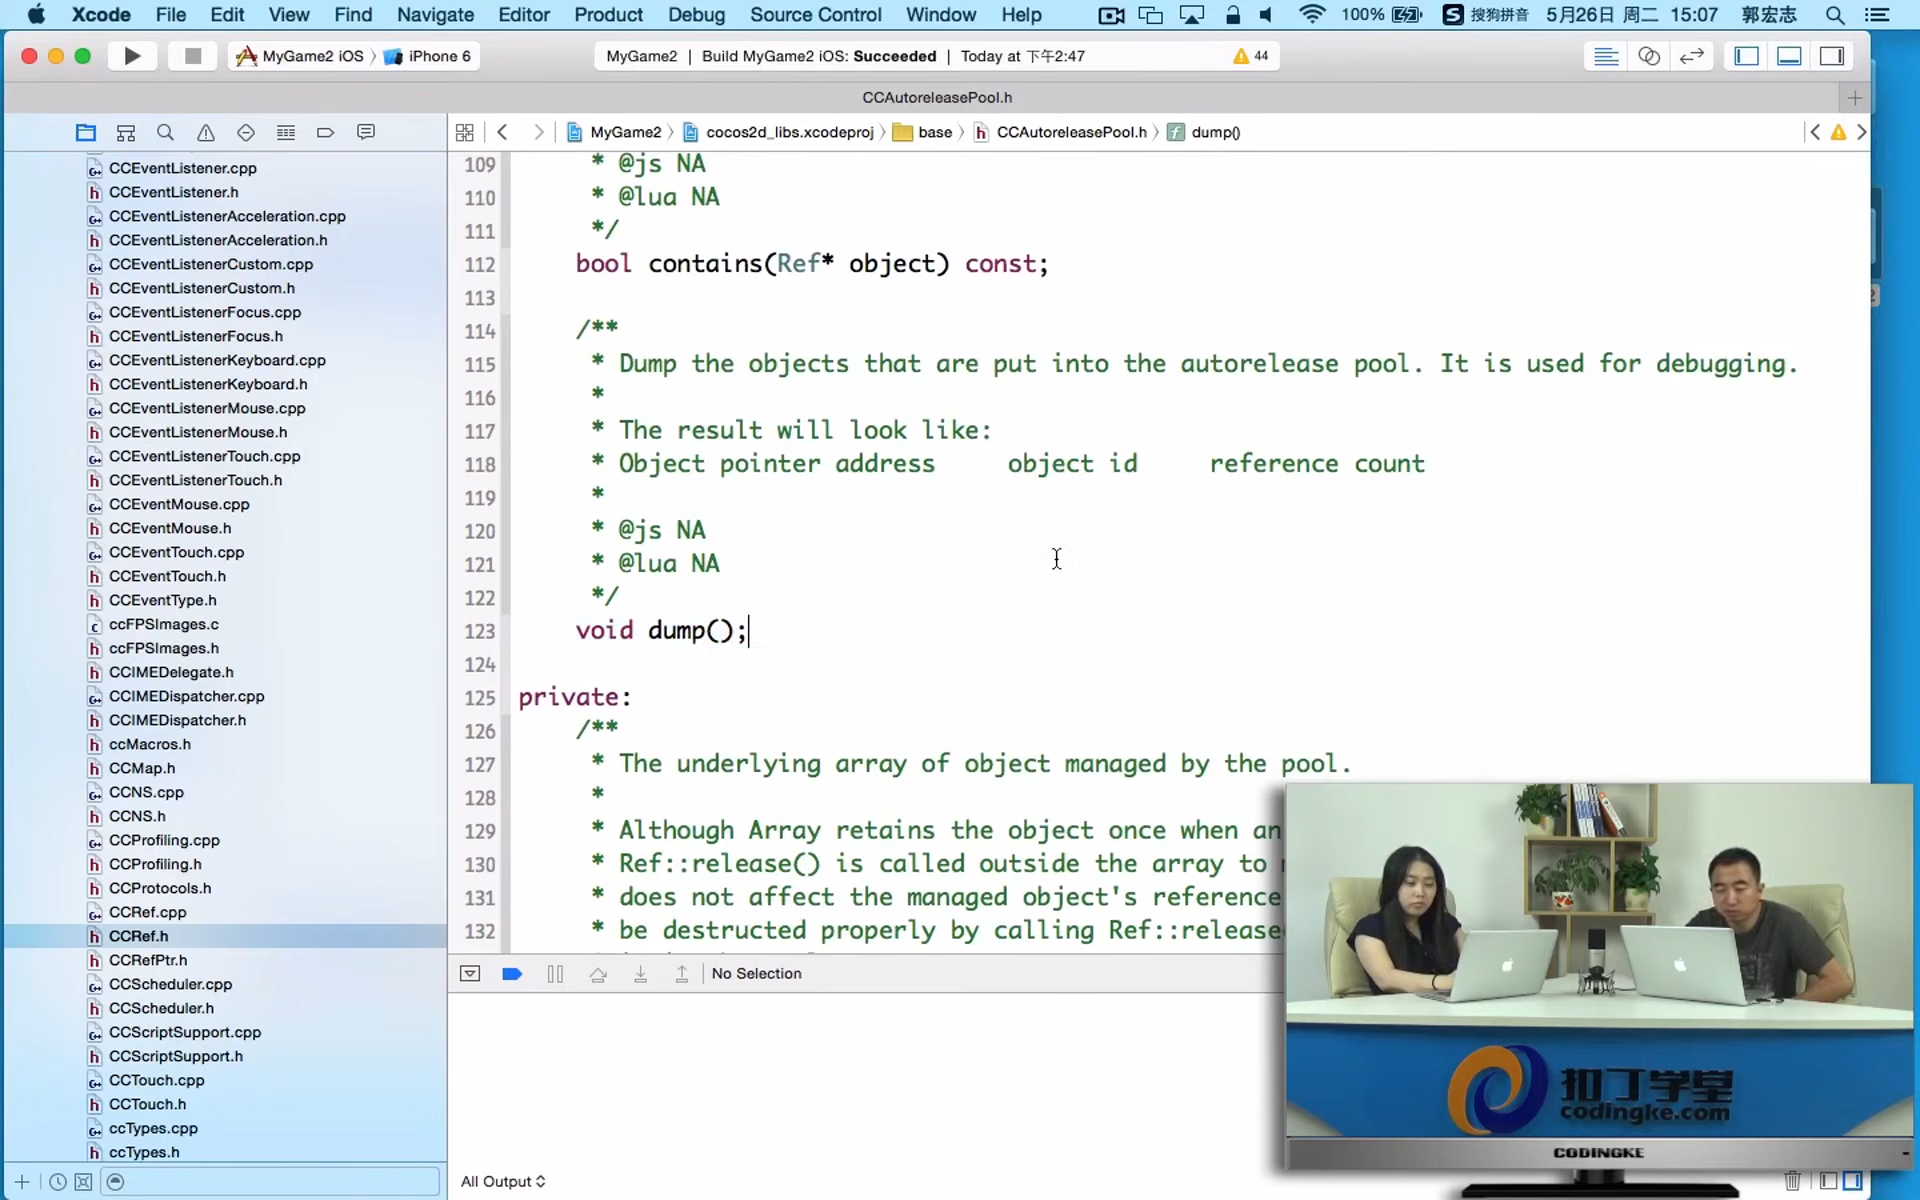 Xcode File Edit View Find Navigate Editor Product Debug Source Control Window Help 100% 搜狗拼音 5月26日 周二 15:07 郭宏志
MyGame2 iOS iPhone 6 MyGame2 | Build MyGame2 iOS: Succeeded | Today at 下午2:47 44
CCAutoreleasePool.h
MyGame2 cocos2d_libs.xcodeproj base CCAutoreleasePool.h dump()
CCEventListener.cpp
CCEventListener.h
CCEventListenerAcceleration.cpp
CCEventListenerAcceleration.h
CCEventListenerCustom.cpp
CCEventListenerCustom.h
CCEventListenerFocus.cpp
CCEventListenerFocus.h
CCEventListenerKeyboard.cpp
CCEventListenerKeyboard.h
CCEventListenerMouse.cpp
CCEventListenerMouse.h
CCEventListenerTouch.cpp
CCEventListenerTouch.h
CCEventMouse.cpp
CCEventMouse.h
CCEventTouch.cpp
CCEventTouch.h
CCEventType.h
ccFPSImages.c
ccFPSImages.h
CCIMEDelegate.h
CCIMEDispatcher.cpp
CCIMEDispatcher.h
ccMacros.h
CCMap.h
CCNS.cpp
CCNS.h
CCProfiling.cpp
CCProfiling.h
CCProtocols.h
CCRef.cpp
CCRef.h
CCRefPtr.h
CCScheduler.cpp
CCScheduler.h
CCScriptSupport.cpp
CCScriptSupport.h
CCTouch.cpp
CCTouch.h
ccTypes.cpp
ccTypes.h
109 * @js NA
110 * @lua NA
111 */
112 bool contains(Ref* object) const;
113
114 /**
115 * Dump the objects that are put into the autorelease pool. It is used for debugging.
116 *
117 * The result will look like:
118 * Object pointer address object id reference count
119 *
120 * @js NA
121 * @lua NA
122 */
123 void dump();
124
125 private:
126 /**
127 * The underlying array of object managed by the pool.
128 *
129 * Although Array retains the object once when an
130 * Ref::release() is called outside the array to
131 * does not affect the managed object's reference
132 * be destructed properly by calling Ref::release
No Selection
All Output
扣丁学堂
codingke.com
CODINGKE